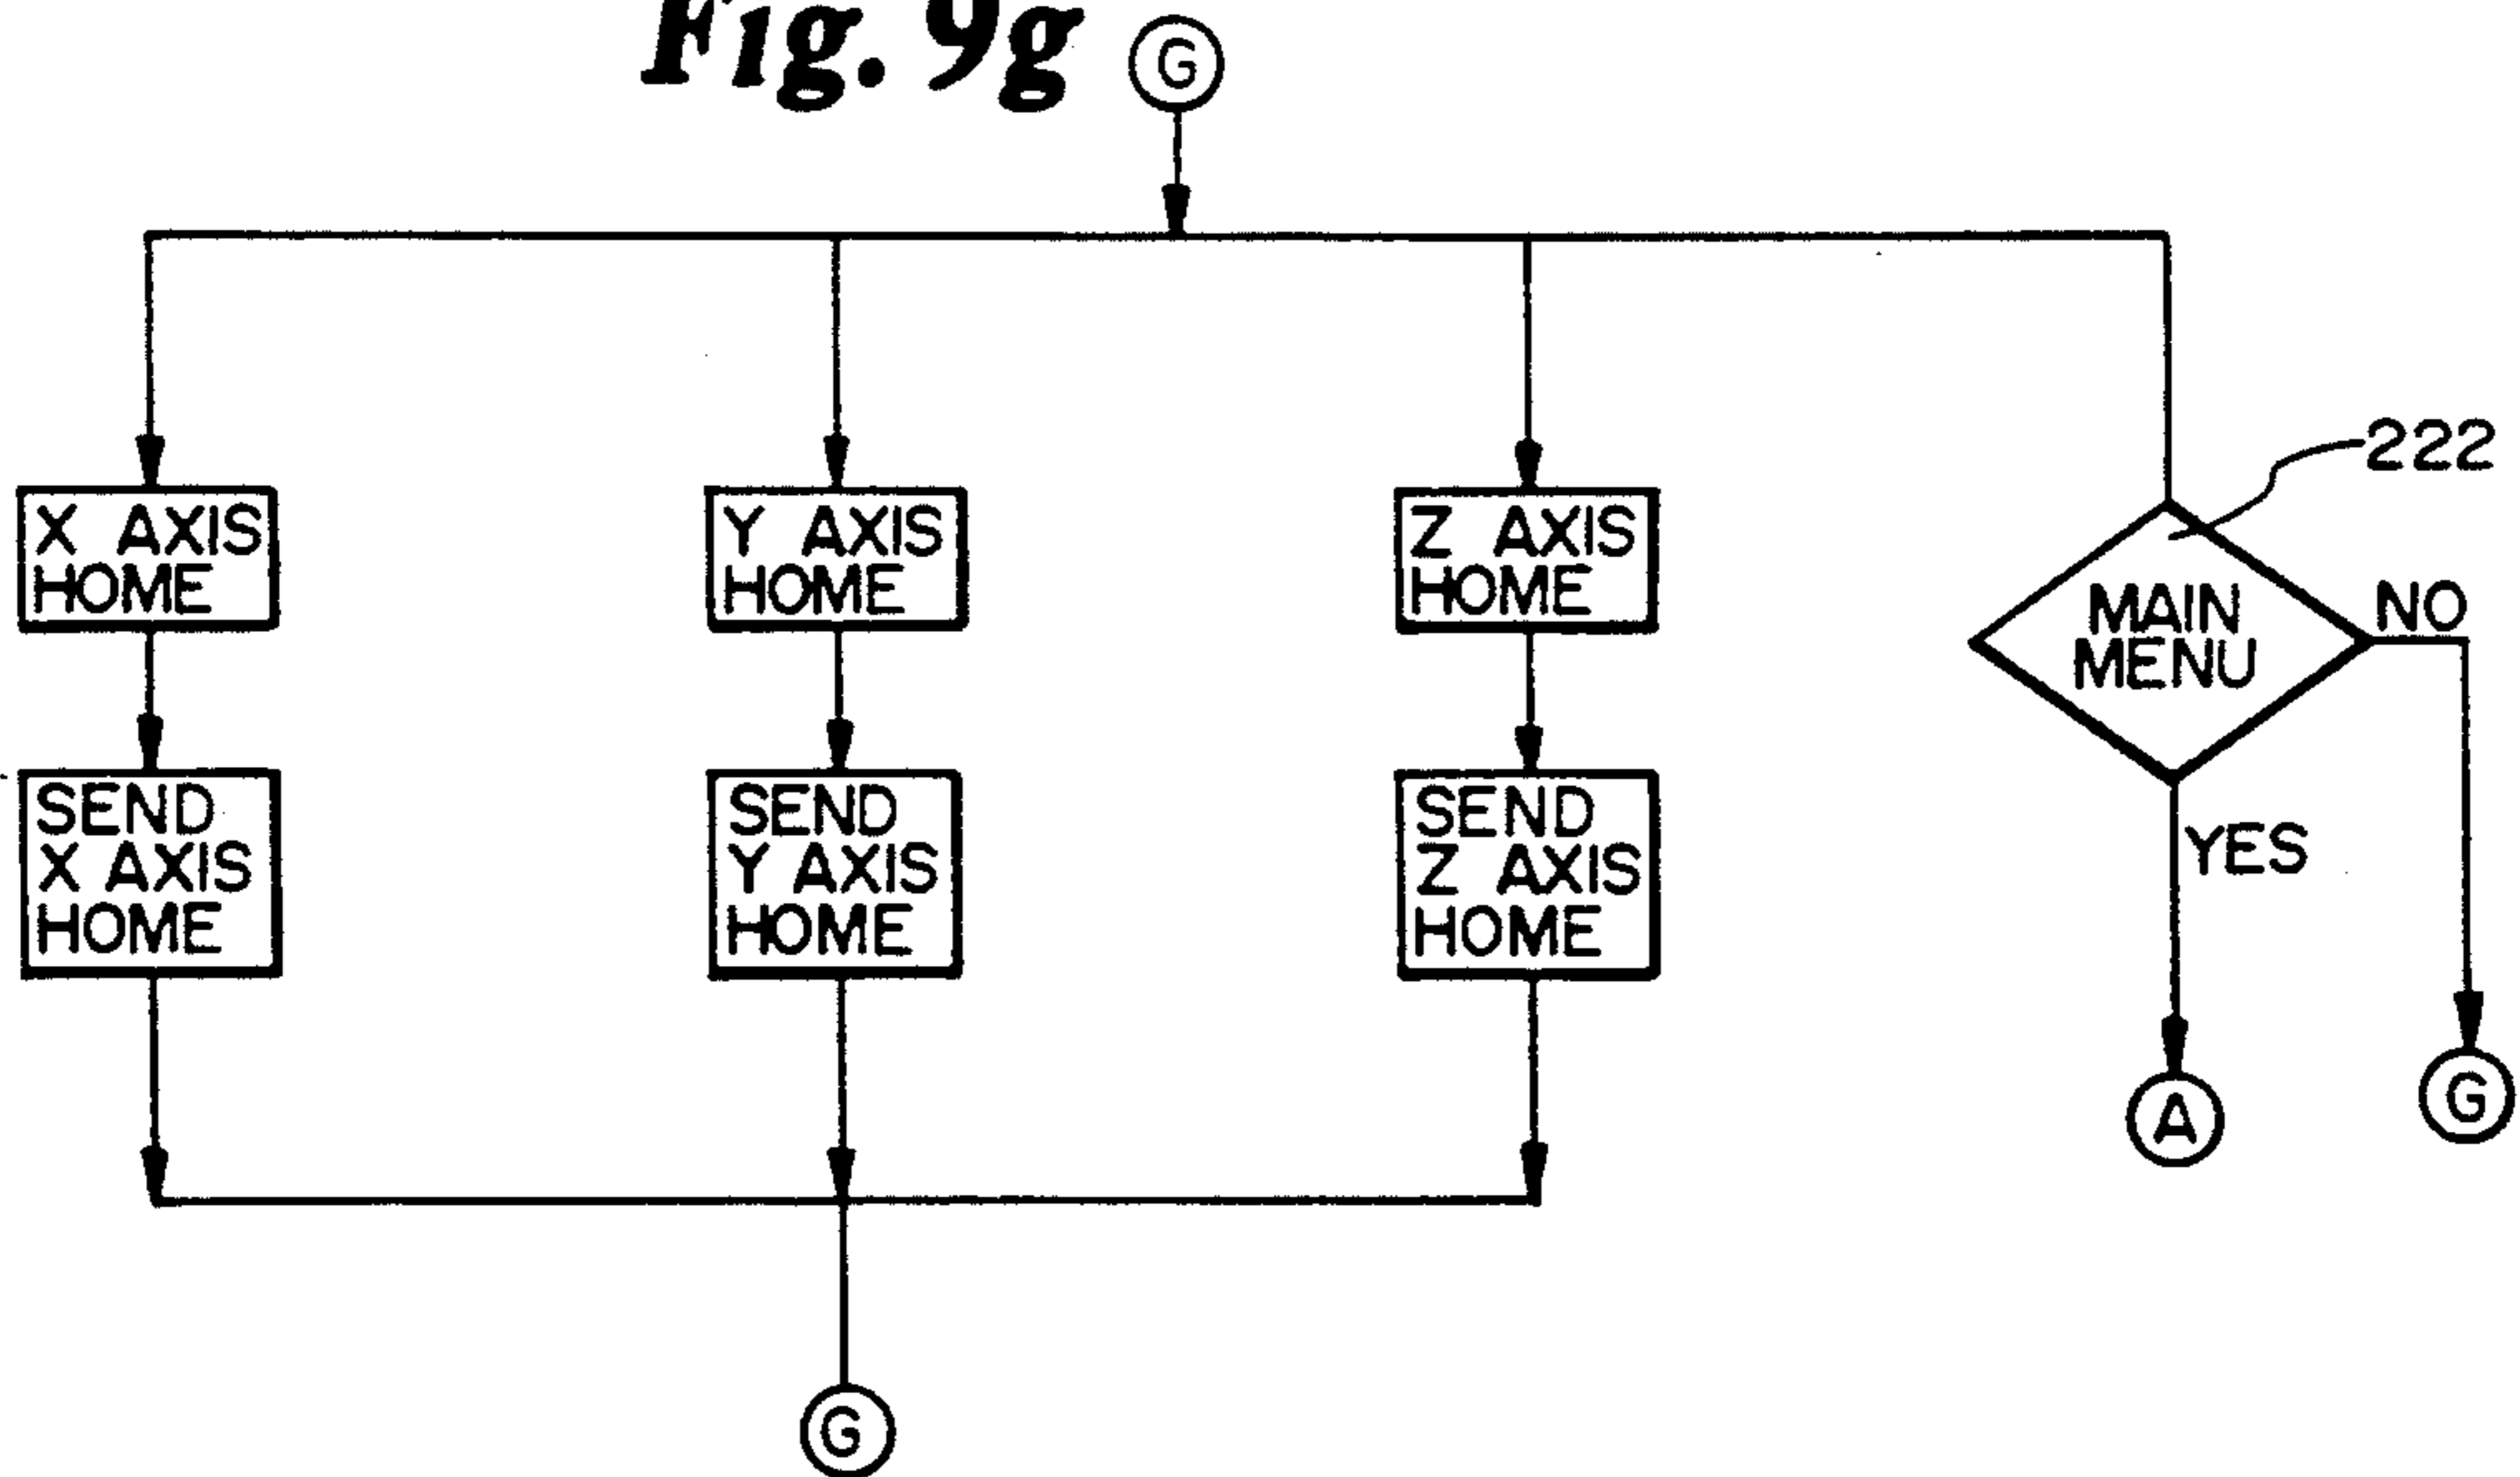 Fig. 9g
G
222
X AXIS
HOME
Y AXIS
HOME
Z AXIS
HOME
MAIN
MENU
NO
SEND
X AXIS
HOME
SEND
Y AXIS
HOME
SEND
Z AXIS
HOME
YES
A
G
G